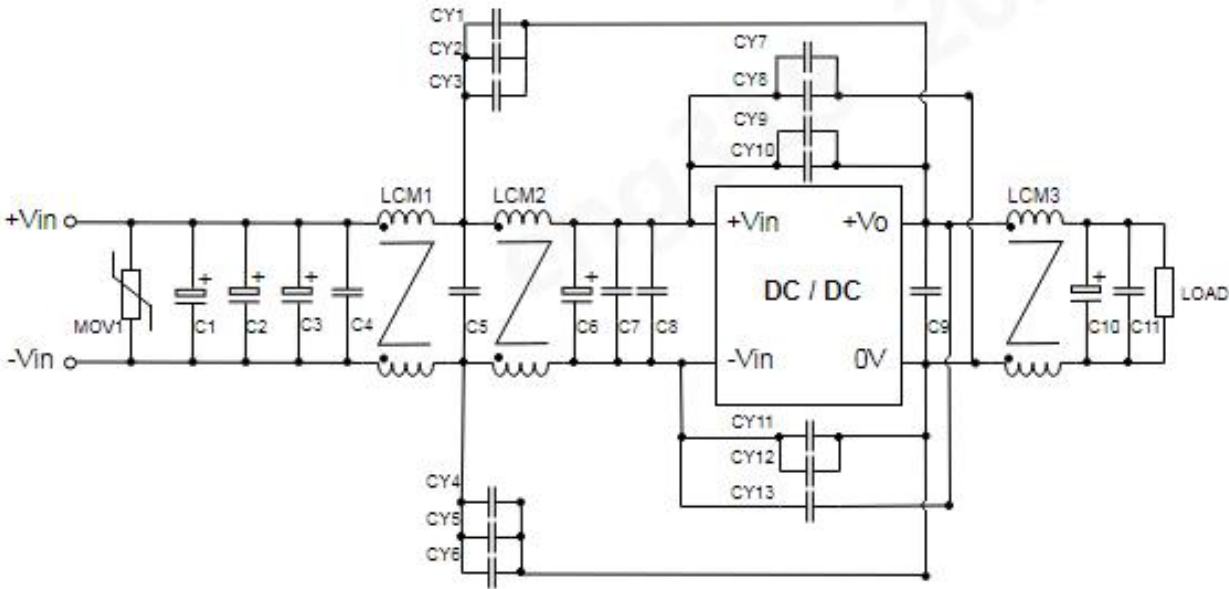 CY1
CY2
CY3
CY7
CY8
CY9
CY10
LCM1
LCM2
LCM3
+Vin
+Vin
+Vo
DC / DC
+
+
+
+
+
MOV1
C1
C2
C3
C4
C5
C6
C7
C8
C9
C10
C11
LOAD
-Vin
-Vin
0V
CY11
CY12
CY13
CY4
CY5
CY6